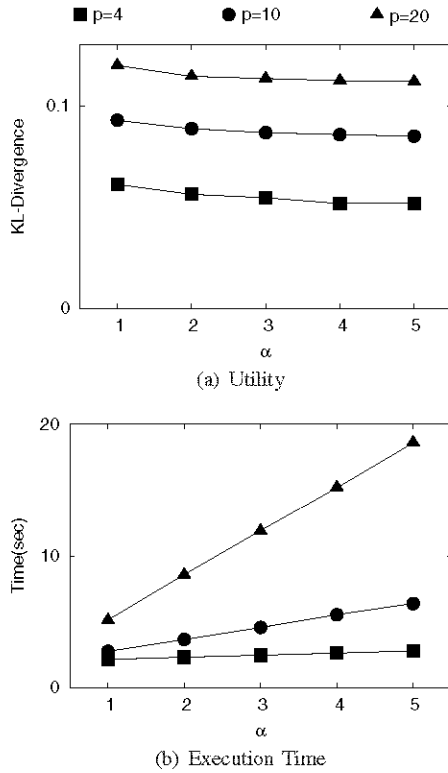 p=4 p=10 p=20
0.1
0
KL-Divergence
1 2 3 4 5
α
(a) Utility
20
10
0
Time(sec)
1 2 3 4 5
α
(b) Execution Time